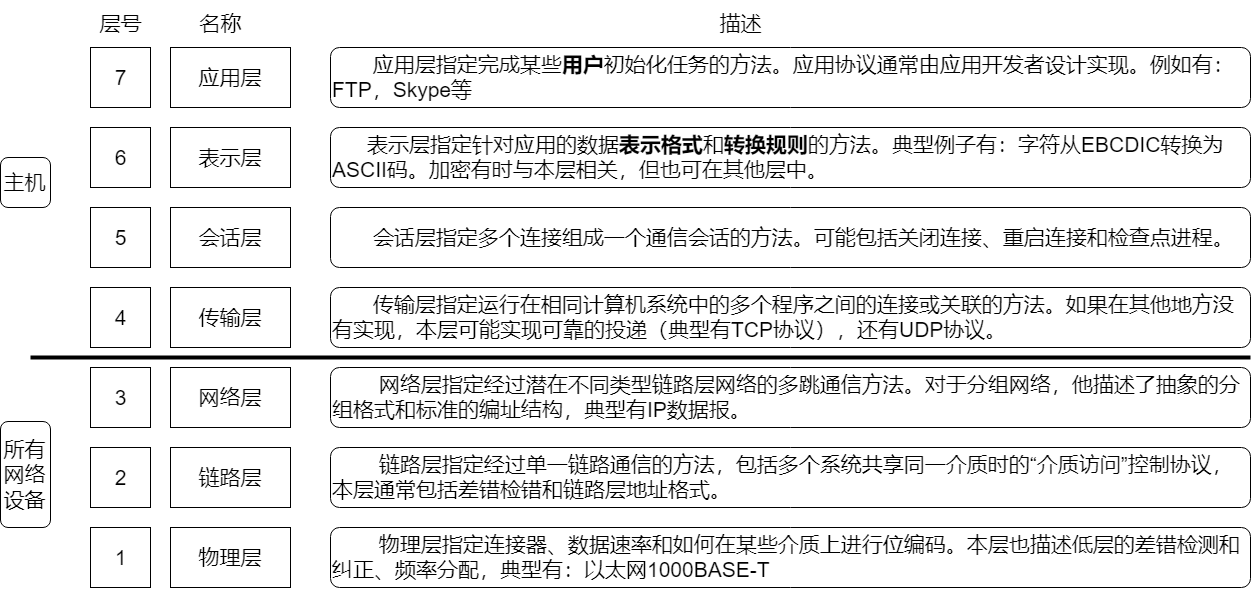 层号 名称 描述
7 应用层 应用层指定完成某些用户初始化任务的方法。应用协议通常由应用开发者设计实现。例如有：
FTP，Skype等
主机
6 表示层 表示层指定针对应用的数据表示格式和转换规则的方法。典型例子有：字符从EBCDIC转换为
ASCII码。加密有时与本层相关，但也可在其他层中。
5 会话层 会话层指定多个连接组成一个通信会话的方法。可能包括关闭连接、重启连接和检查点进程。
4 传输层 传输层指定运行在相同计算机系统中的多个程序之间的连接或关联的方法。如果在其他地方没
有实现，本层可能实现可靠的投递（典型有TCP协议），还有UDP协议。
3 网络层 网络层指定经过潜在不同类型链路层网络的多跳通信方法。对于分组网络，他描述了抽象的分
组格式和标准的编址结构，典型有IP数据报。
所有
网络
设备
2 链路层 链路层指定经过单一链路通信的方法，包括多个系统共享同一介质时的“介质访问”控制协议，
本层通常包括差错检错和链路层地址格式。
1 物理层 物理层指定连接器、数据速率和如何在某些介质上进行位编码。本层也描述低层的差错检测和
纠正、频率分配，典型有：以太网1000BASE-T